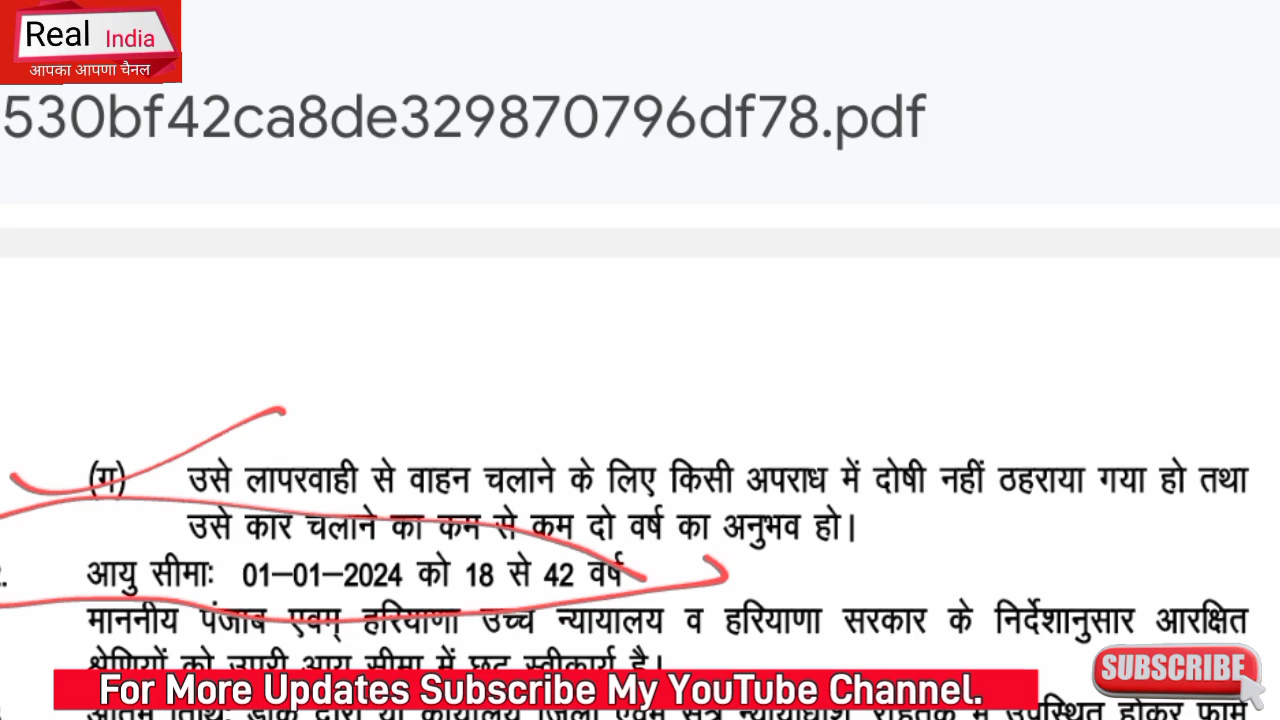 Real India
आपका आपणा चैनल
530bf42ca8de329870796df78.pdf
(ग) उसे लापरवाही से वाहन चलाने के लिए किसी अपराध में दोषी नहीं ठहराया गया हो तथा
उसे कार चलाने का कम से कम दो वर्ष का अनुभव हो।
आयु सीमाः 01-01-2024 को 18 से 42 वर्ष
माननीय पंजाब एवम् हरियाणा उच्च न्यायालय व हरियाणा सरकार के निर्देशानुसार आरक्षित
श्रेणियों को उपरी आयु सीमा में छूट स्वीकार्य है।
SUBSCRIBE
For More Updates Subscribe My YouTube Channel.